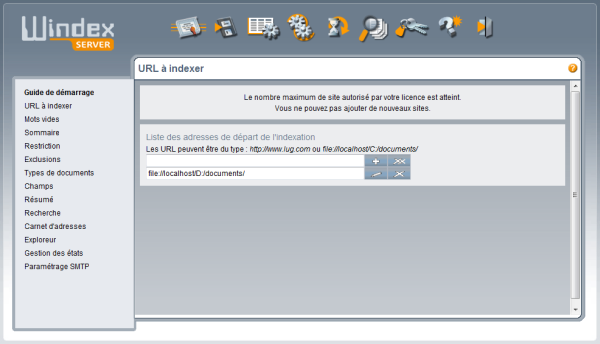 Windex
SERVER
URL à indexer
Guide de démarrage
URL à indexer
Mots vides
Sommaire
Restriction
Exclusions
Types de documents
Champs
Résumé
Recherche
Carnet d'adresses
Exploreur
Gestion des états
Paramétrage SMTP
Le nombre maximum de site autorisé par votre licence est atteint.
Vous ne pouvez pas ajouter de nouveaux sites.
Liste des adresses de départ de l'indexation
Les URL peuvent être du type : http://www.lug.com ou file://localhost/C:/documents/
file://localhost/D:/documents/